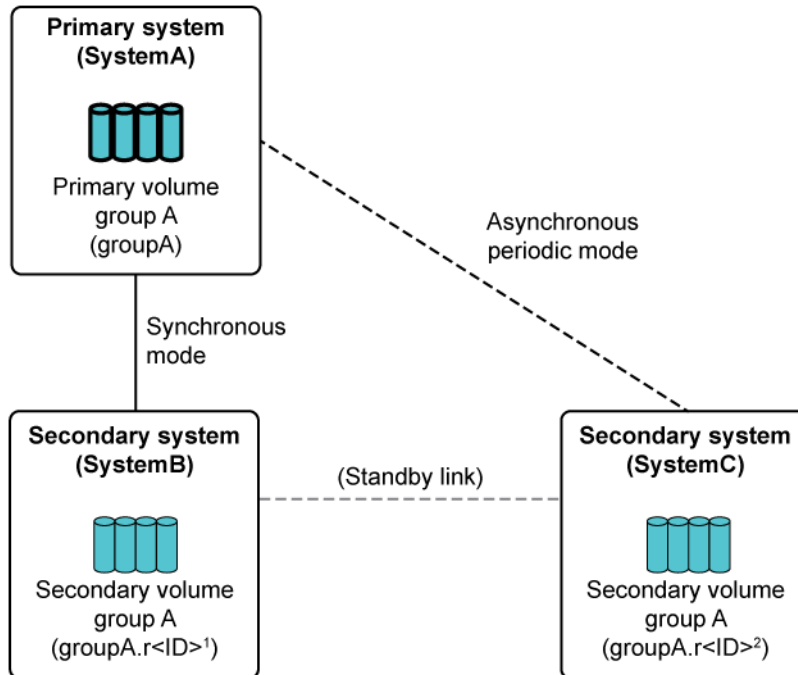 Primary system
(SystemA)
Primary volume
group A
(groupA)
Asynchronous
periodic mode
Synchronous
mode
Secondary system
(SystemB)
Secondary volume
group A
(groupA.r<ID>¹)
(Standby link)
Secondary system
(SystemC)
Secondary volume
group A
(groupA.r<ID>²)